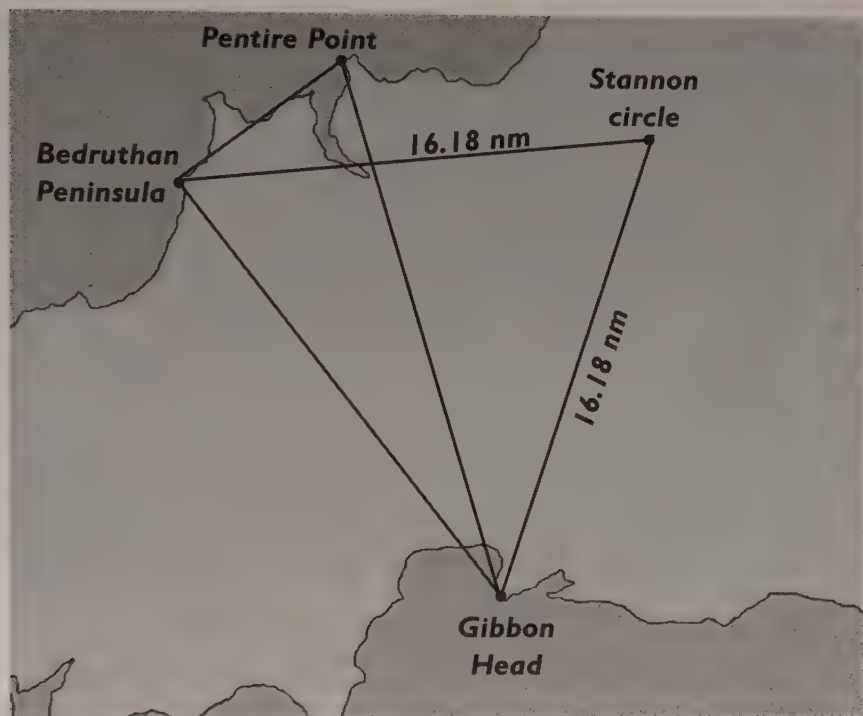 Pentire Point
Stannon
circle
16.18 nm
Bedruthan
Peninsula
16.18 nm
Gibbon
Head